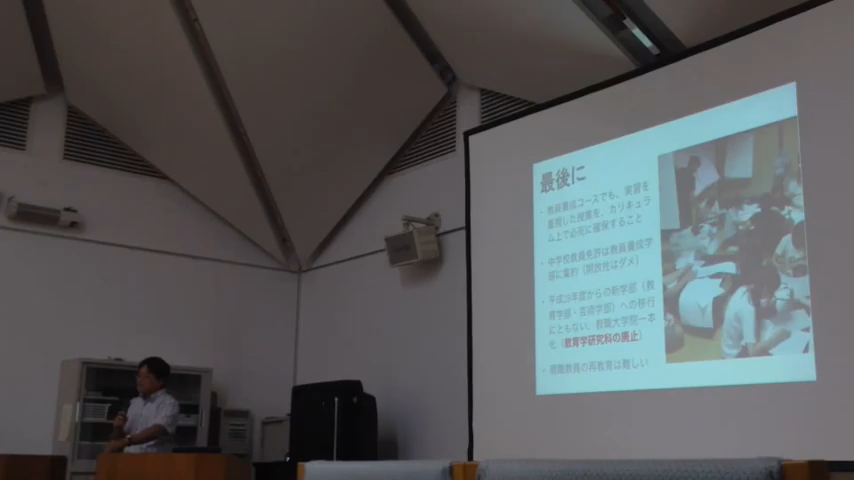 最後に
・教員養成コースでも、実習を
重視した授業を、カリキュラ
ム上で必死に確保すること
・中学校教員免許は教員養成学
部に集約（開放性はダメ）
・平成28年度からの新学部（教
育学部・芸術学部）への移行
にともない、教職大学院一本
化（教育学研究科の廃止）
・現職教員の再教育は難しい